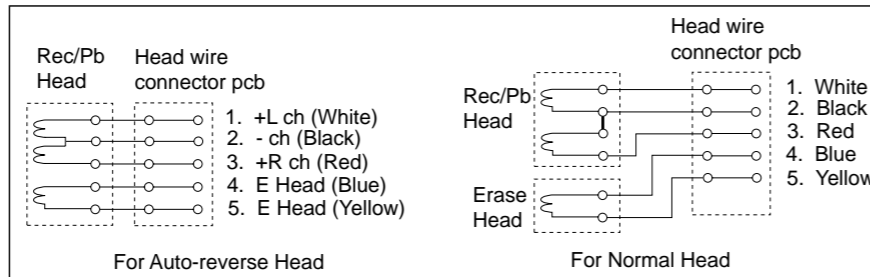 Rec/Pb
Head
Head wire
connector pcb
1. +L ch (White)
2. - ch (Black)
3. +R ch (Red)
4. E Head (Blue)
5. E Head (Yellow)
For Auto-reverse Head
Head wire
connector pcb
Rec/Pb
Head
1. White
2. Black
3. Red
4. Blue
5. Yellow
Erase
Head
For Normal Head